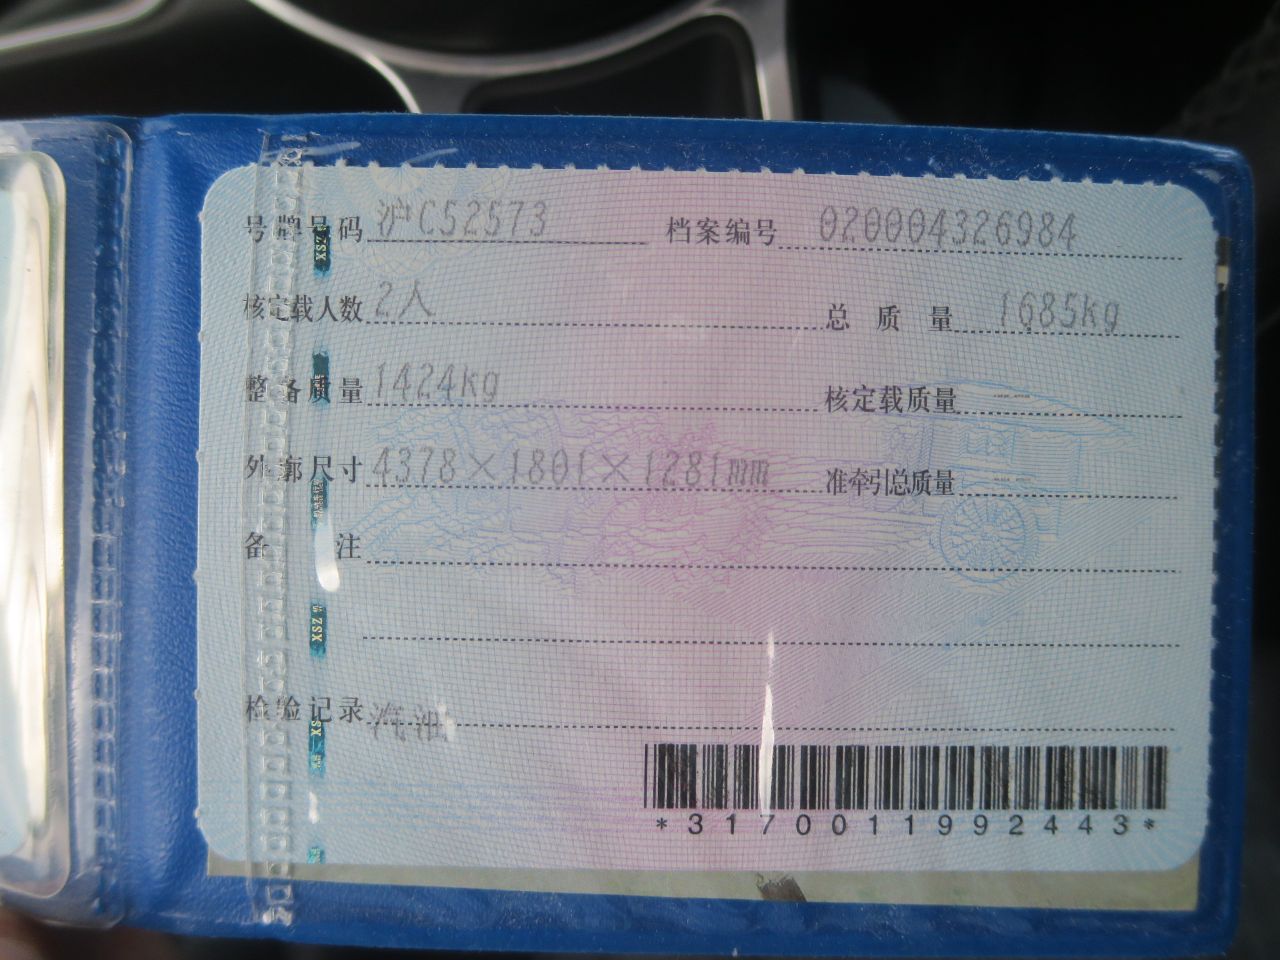 号牌号码 沪C52573 档案编号 020004326984
核定载人数 2人 总质量 1685kg
整备质量 1424kg 核定载质量
外廓尺寸 4378×1801×1281mm 准牵引总质量
备注
检验记录 汽油
*3170011992443*
XSZ
XSZ